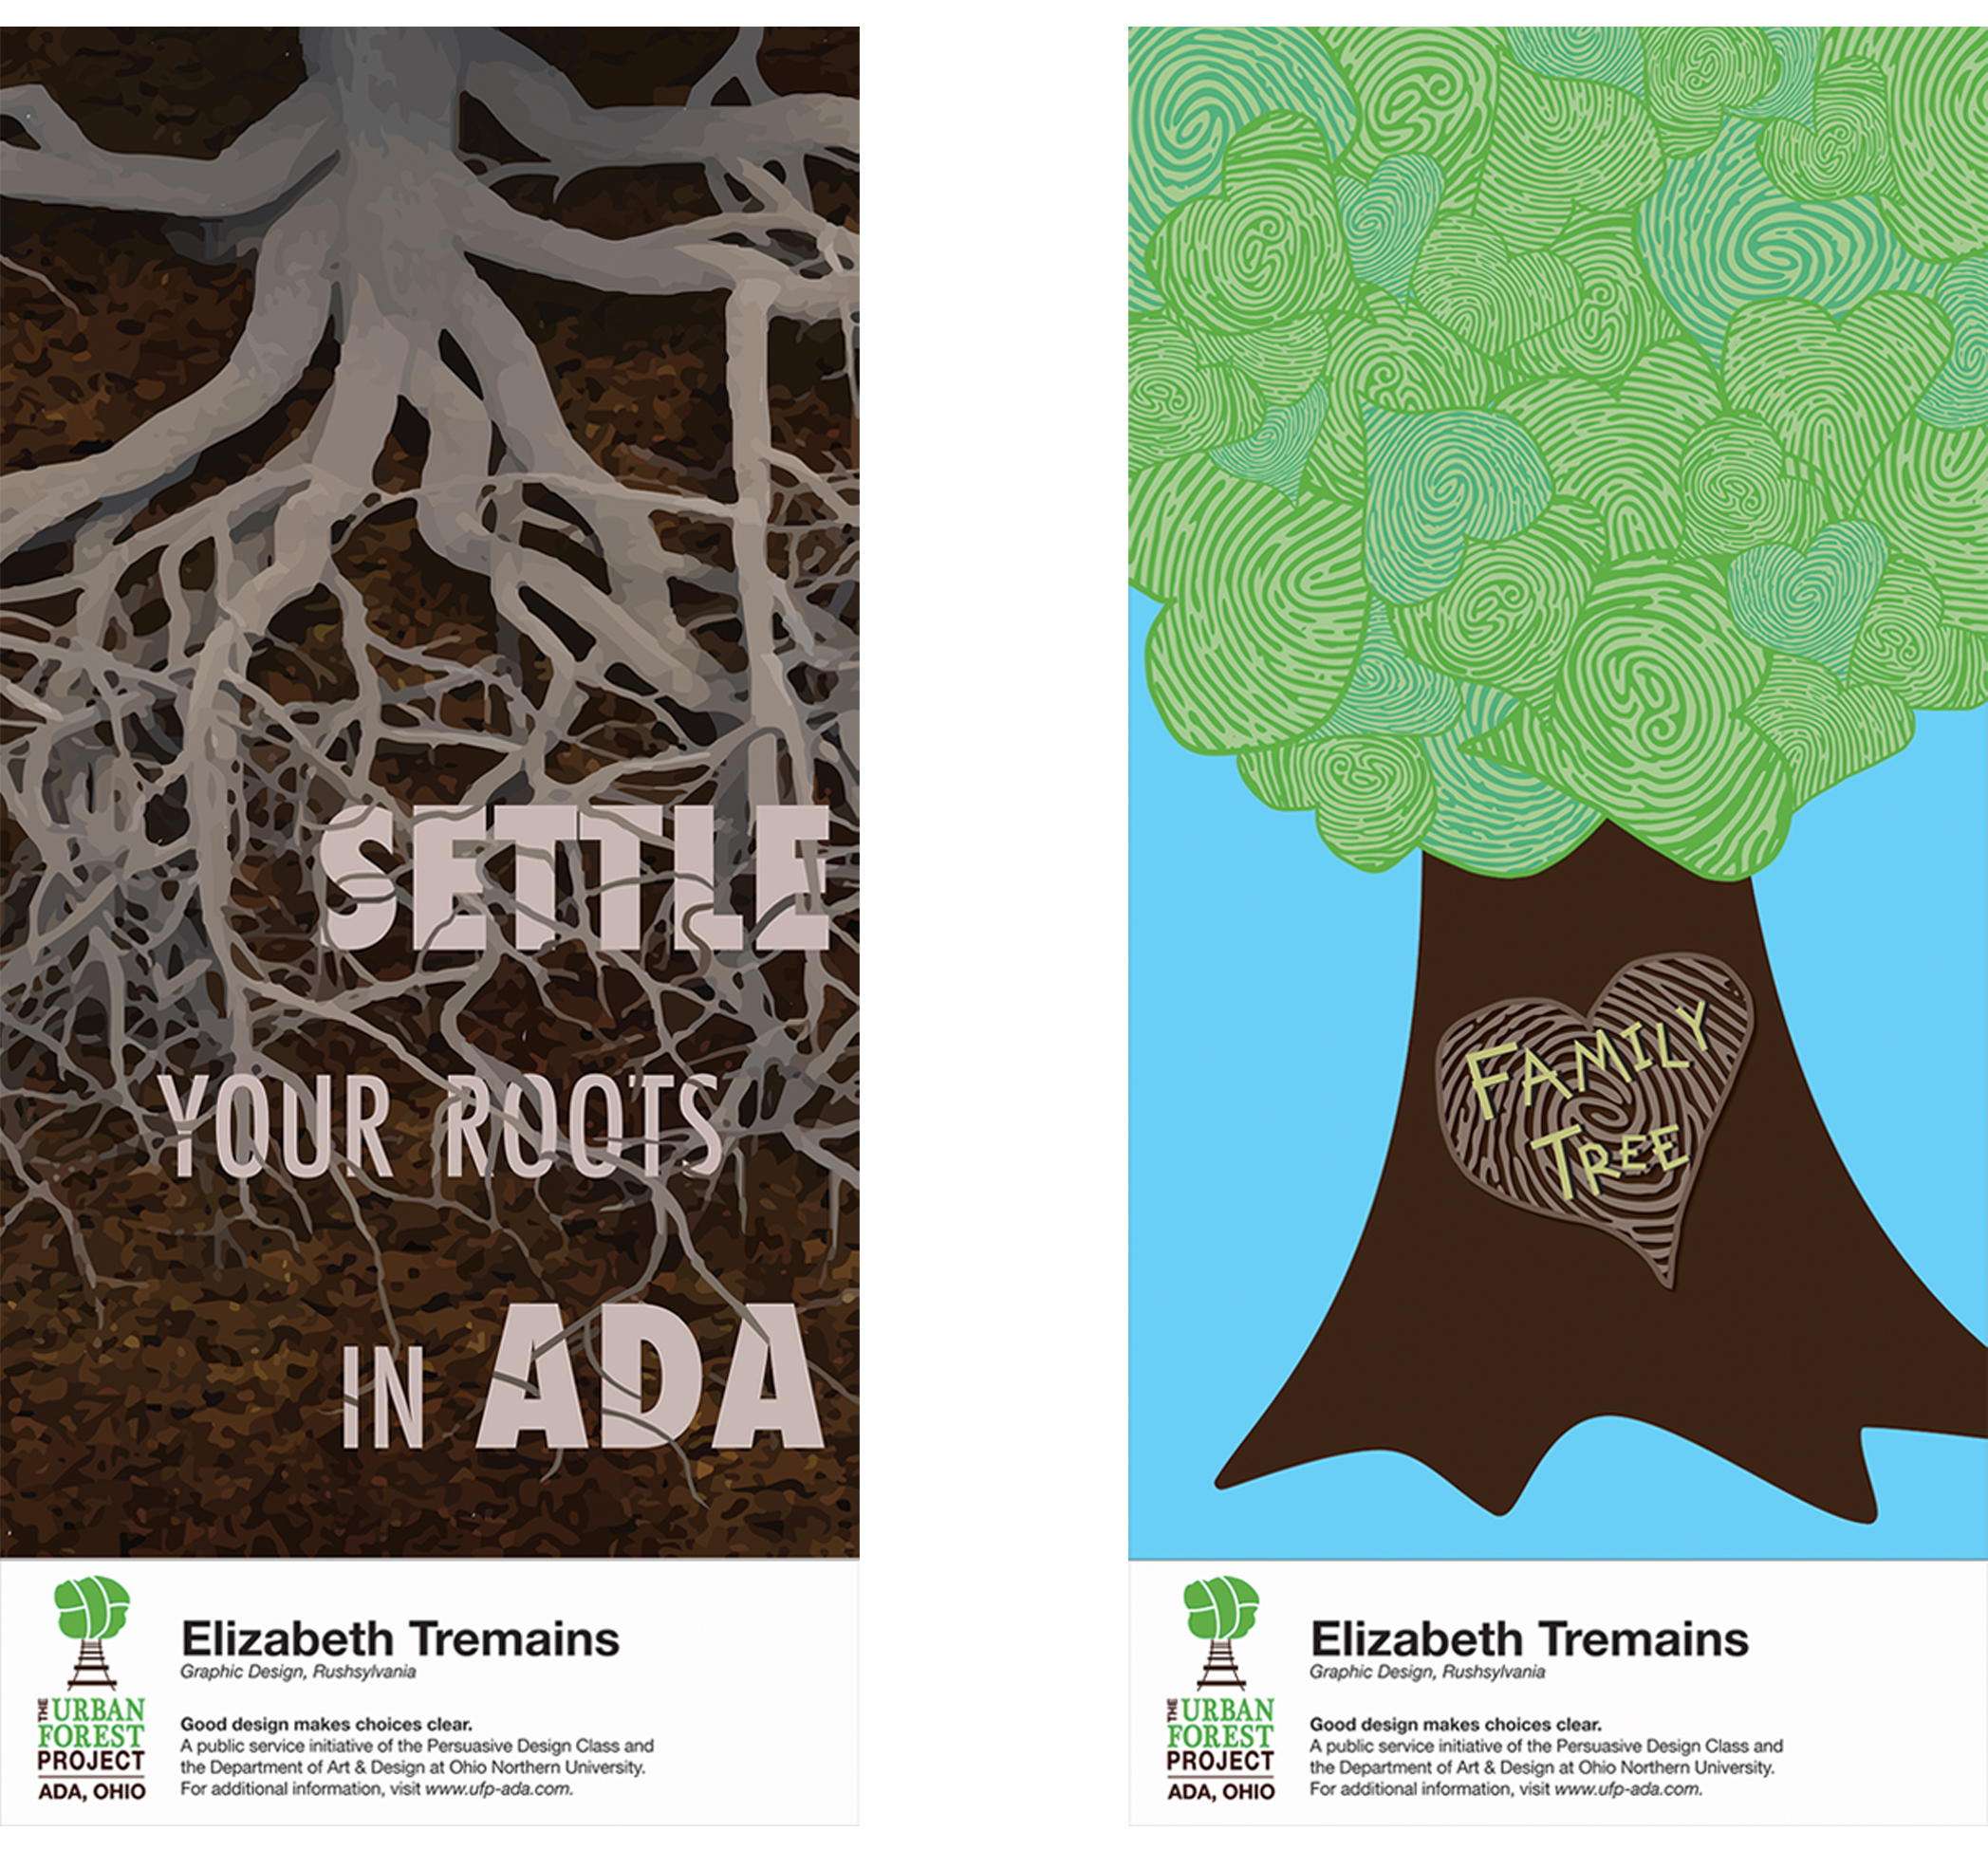 SETTLE
YOUR ROOTS
IN ADA
THE URBAN
FOREST
PROJECT
ADA, OHIO
Elizabeth Tremains
Graphic Design, Rushsylvania
Good design makes choices clear.
A public service initiative of the Persuasive Design Class and
the Department of Art & Design at Ohio Northern University.
For additional information, visit www.ufp-ada.com.
FAMILY
TREE
THE URBAN
FOREST
PROJECT
ADA, OHIO
Elizabeth Tremains
Graphic Design, Rushsylvania
Good design makes choices clear.
A public service initiative of the Persuasive Design Class and
the Department of Art & Design at Ohio Northern University.
For additional information, visit www.ufp-ada.com.